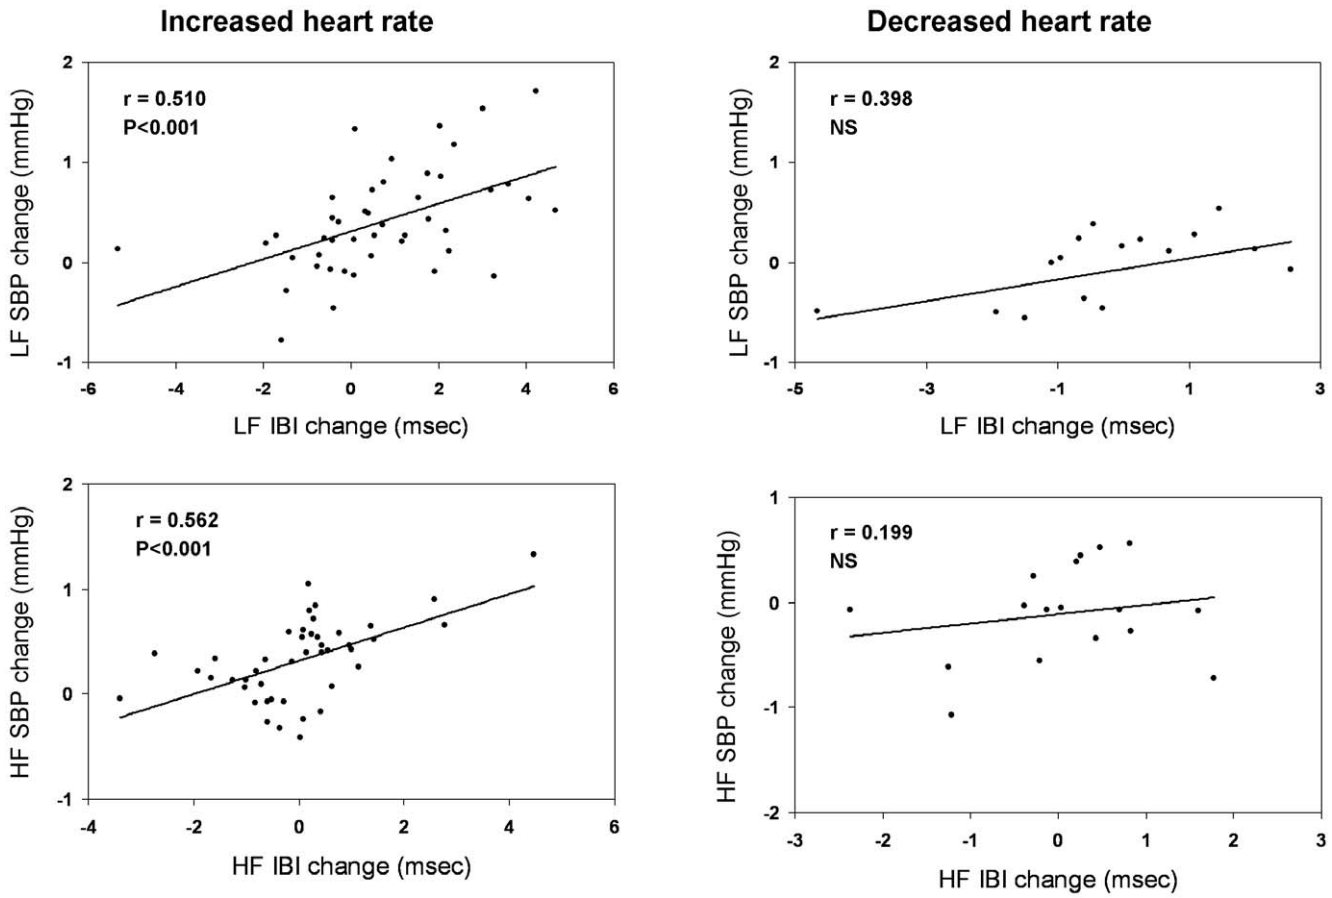 Increased heart rate
Decreased heart rate
r = 0.510
P<0.001
LF SBP change (mmHg)
2
1
0
-1
-6
-4
-2
0
2
4
6
LF IBI change (msec)
r = 0.398
NS
LF SBP change (mmHg)
2
1
0
-1
-5
-3
-1
1
3
LF IBI change (msec)
r = 0.562
P<0.001
HF SBP change (mmHg)
2
1
0
-1
-4
-2
0
2
4
6
HF IBI change (msec)
r = 0.199
NS
HF SBP change (mmHg)
1
0
-1
-2
-3
-2
-1
0
1
2
3
HF IBI change (msec)